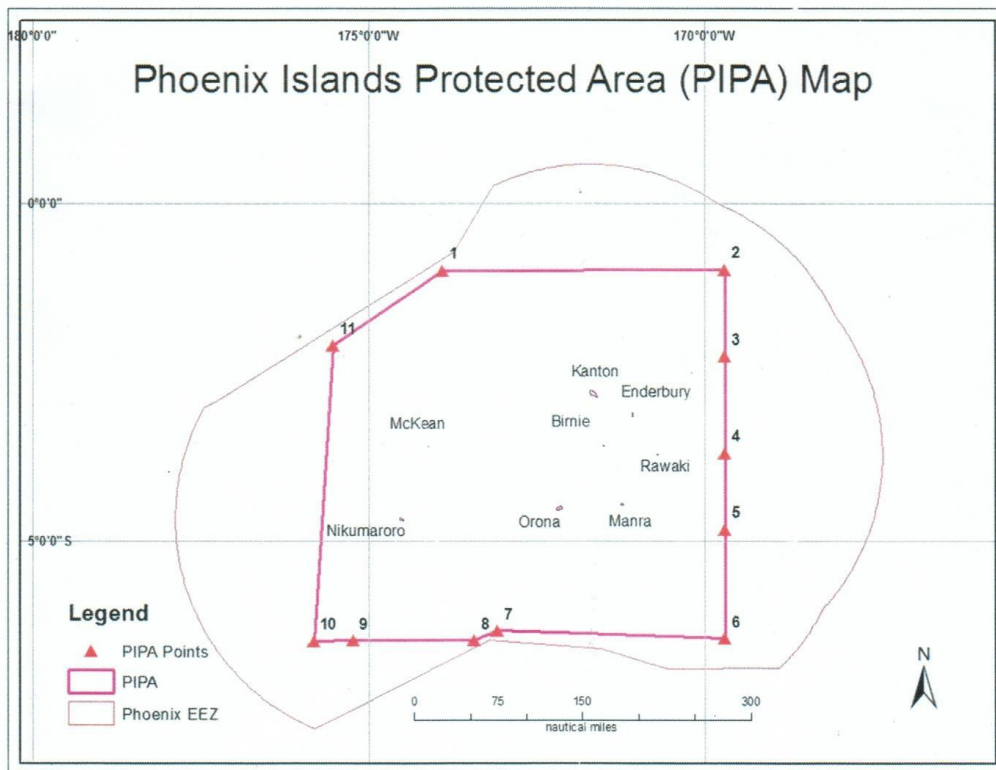 180°0'0"
175°0'0"W
170°0'0"W
Phoenix Islands Protected Area (PIPA) Map
0°0'0"
1
2
11
3
Kanton
Enderbury
McKean
Birnie
4
Rawaki
5
Nikumaroro
Orona
Manra
5°0'0" S
Legend
10
9
8
7
6
PIPA Points
PIPA
Phoenix EEZ
0
75
150
300
nautical miles
N